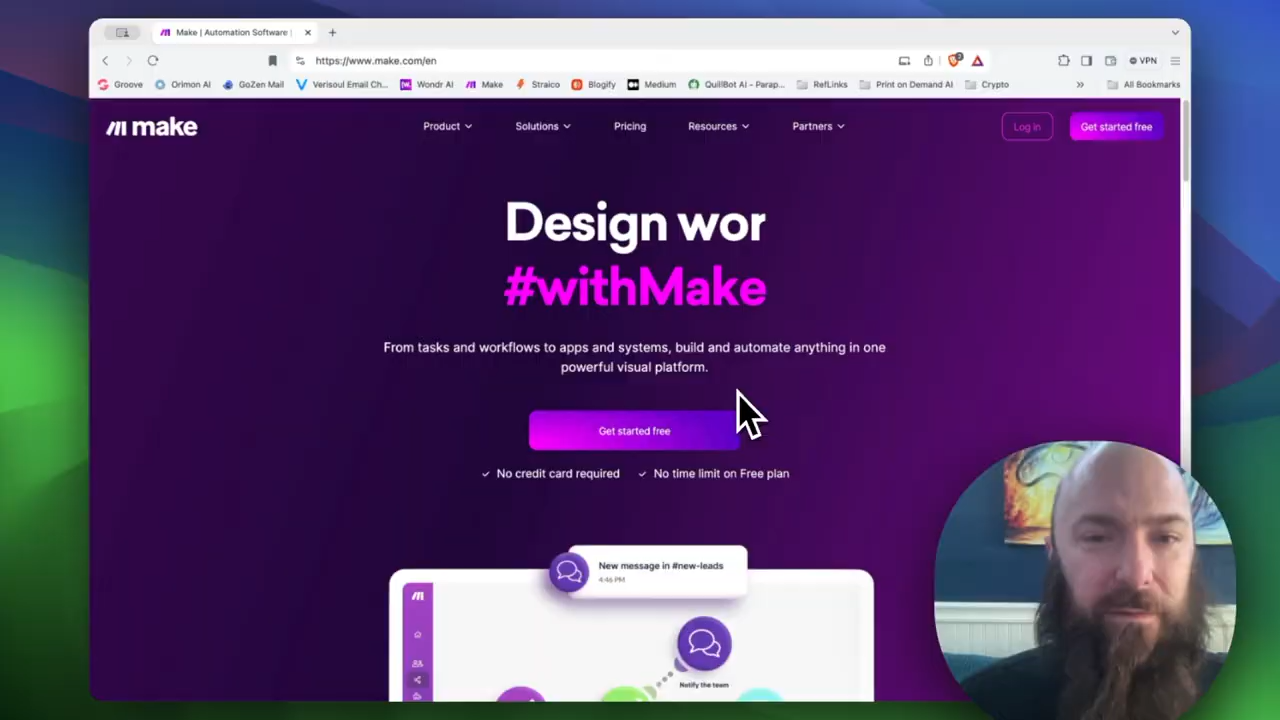 Make | Automation Software
https://www.make.com/en
VPN
Groove
Orimon AI
GoZen Mail
Verisoul Email Ch...
Wondr AI
Make
Straico
Blogify
Medium
QuillBot AI - Parap...
RefLinks
Print on Demand AI
Crypto
All Bookmarks
make
Product
Solutions
Pricing
Resources
Partners
Log in
Get started free
Design wor
#withMake
From tasks and workflows to apps and systems, build and automate anything in one
powerful visual platform.
Get started free
No credit card required
No time limit on Free plan
New message in #new-leads
4:46 PM
Notify the team